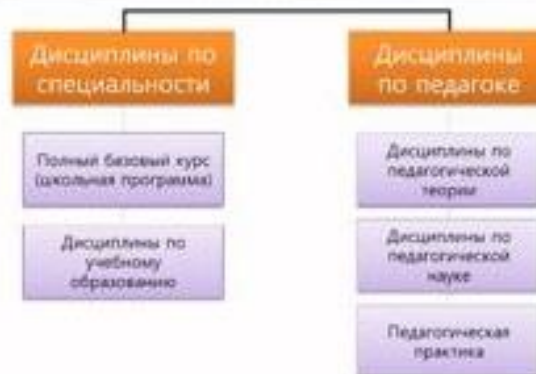 Дисциплины по
специальности
Полный базовый курс
(школьная программа)
Дисциплины по
учебному
образованию
Дисциплины
по педагоке
Дисциплины по
педагогической
теории
Дисциплины по
педагогической
науке
Педагогическая
практика